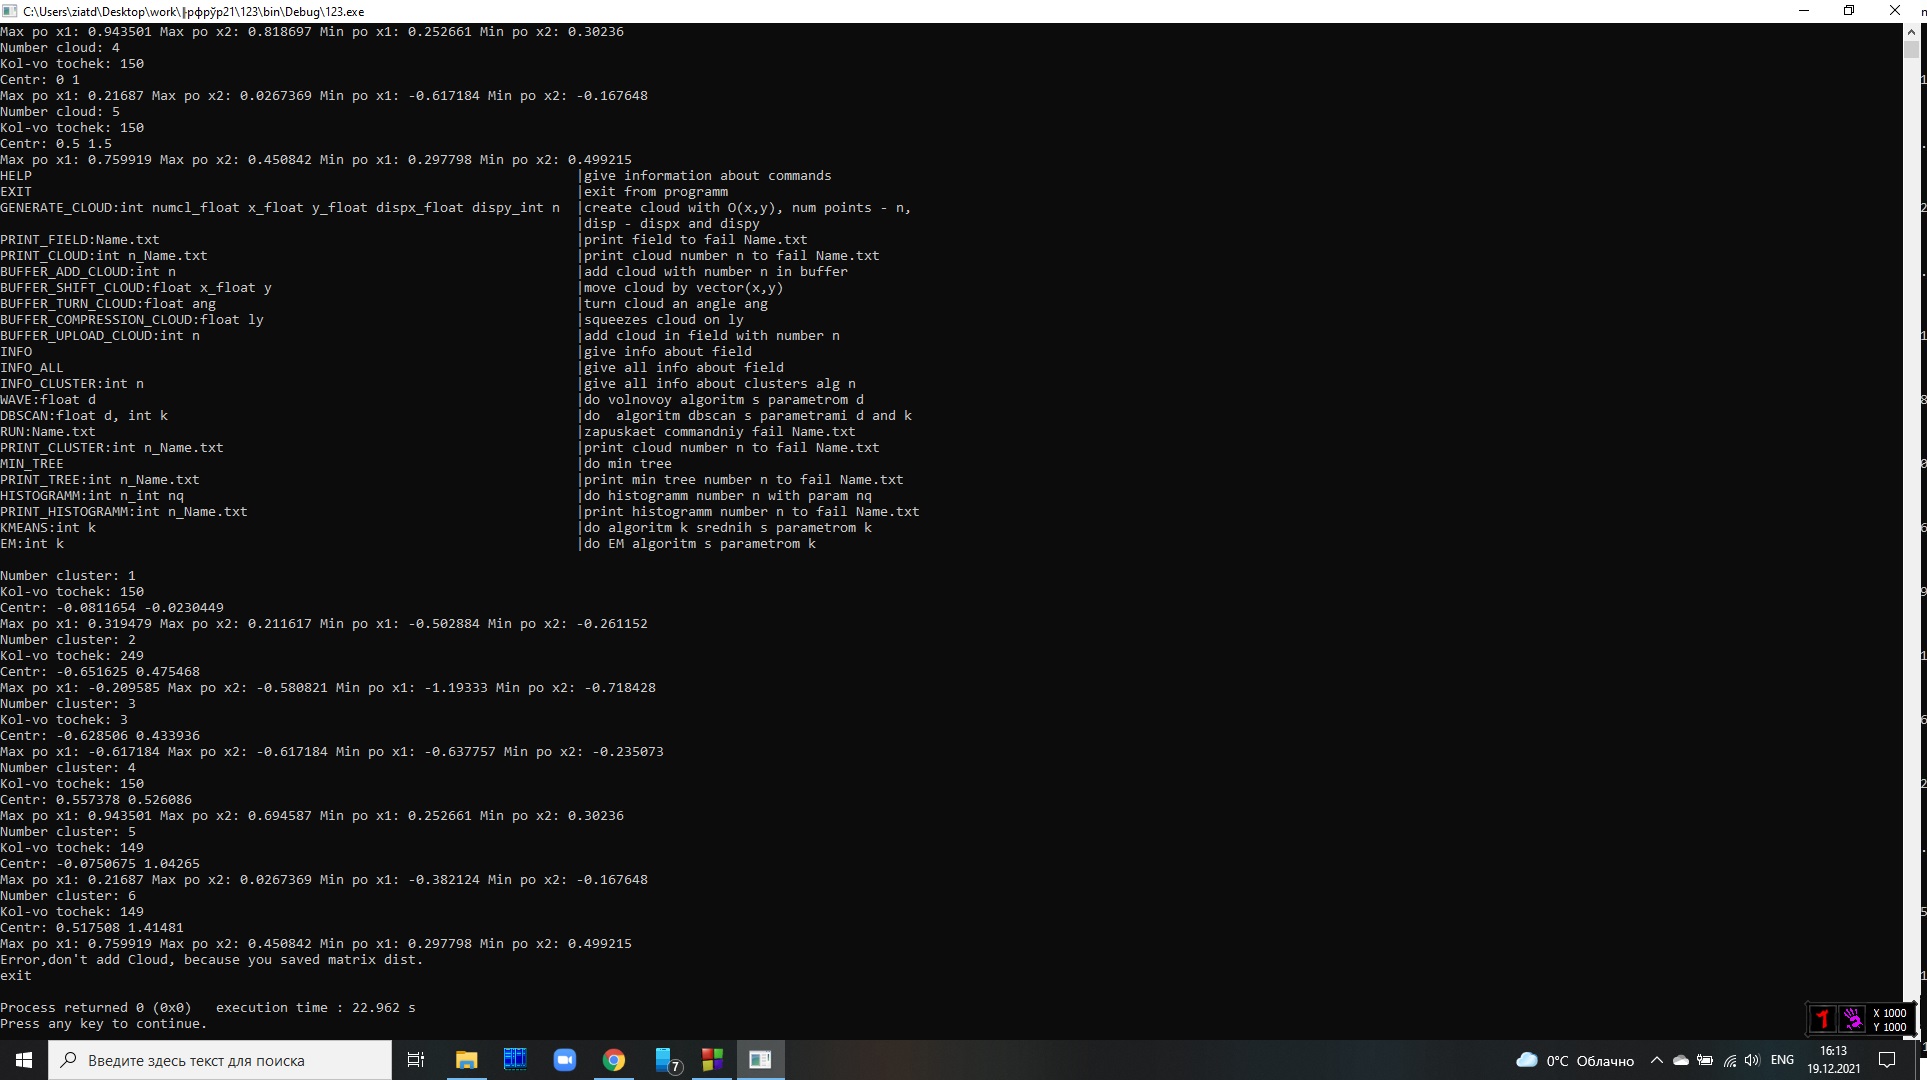 C:\Users\ziatd\Desktop\work\╠рфрўр21\123\bin\Debug\123.exe
Max po x1: 0.943501 Max po x2: 0.818697 Min po x1: 0.252661 Min po x2: 0.30236
Number cloud: 4
Kol-vo tochek: 150
Centr: 0 1
Max po x1: 0.21687 Max po x2: 0.0267369 Min po x1: -0.617184 Min po x2: -0.167648
Number cloud: 5
Kol-vo tochek: 150
Centr: 0.5 1.5
Max po x1: 0.759919 Max po x2: 0.450842 Min po x1: 0.297798 Min po x2: 0.499215
HELP |give information about commands
EXIT |exit from programm
GENERATE_CLOUD:int numcl_float x_float y_float dispx_float dispy_int n |create cloud with O(x,y), num points - n,
|disp - dispx and dispy
PRINT_FIELD:Name.txt |print field to fail Name.txt
PRINT_CLOUD:int n_Name.txt |print cloud number n to fail Name.txt
BUFFER_ADD_CLOUD:int n |add cloud with number n in buffer
BUFFER_SHIFT_CLOUD:float x_float y |move cloud by vector(x,y)
BUFFER_TURN_CLOUD:float ang |turn cloud an angle ang
BUFFER_COMPRESSION_CLOUD:float ly |squeezes cloud on ly
BUFFER_UPLOAD_CLOUD:int n |add cloud in field with number n
INFO |give info about field
INFO_ALL |give all info about field
INFO_CLUSTER:int n |give all info about clusters alg n
WAVE:float d |do volnovoy algoritm s parametrom d
DBSCAN:float d, int k |do  algoritm dbscan s parametrami d and k
RUN:Name.txt |zapuskaet commandniy fail Name.txt
PRINT_CLUSTER:int n_Name.txt |print cloud number n to fail Name.txt
MIN_TREE |do min tree
PRINT_TREE:int n_Name.txt |print min tree number n to fail Name.txt
HISTOGRAMM:int n_int nq |do histogramm number n with param nq
PRINT_HISTOGRAMM:int n_Name.txt |print histogramm number n to fail Name.txt
KMEANS:int k |do algoritm k srednih s parametrom k
EM:int k |do EM algoritm s parametrom k
Number cluster: 1
Kol-vo tochek: 150
Centr: -0.0811654 -0.0230449
Max po x1: 0.319479 Max po x2: 0.211617 Min po x1: -0.502884 Min po x2: -0.261152
Number cluster: 2
Kol-vo tochek: 249
Centr: -0.651625 0.475468
Max po x1: -0.209585 Max po x2: -0.580821 Min po x1: -1.19333 Min po x2: -0.718428
Number cluster: 3
Kol-vo tochek: 3
Centr: -0.628506 0.433936
Max po x1: -0.617184 Max po x2: -0.617184 Min po x1: -0.637757 Min po x2: -0.235073
Number cluster: 4
Kol-vo tochek: 150
Centr: 0.557378 0.526086
Max po x1: 0.943501 Max po x2: 0.694587 Min po x1: 0.252661 Min po x2: 0.30236
Number cluster: 5
Kol-vo tochek: 149
Centr: -0.0750675 1.04265
Max po x1: 0.21687 Max po x2: 0.0267369 Min po x1: -0.382124 Min po x2: -0.167648
Number cluster: 6
Kol-vo tochek: 149
Centr: 0.517508 1.41481
Max po x1: 0.759919 Max po x2: 0.450842 Min po x1: 0.297798 Min po x2: 0.499215
Error,don't add Cloud, because you saved matrix dist.
exit
Process returned 0 (0x0)   execution time : 22.962 s
Press any key to continue.
X 1000
Y 1000
Введите здесь текст для поиска
7
0°C Облачно
ENG
16:13
19.12.2021